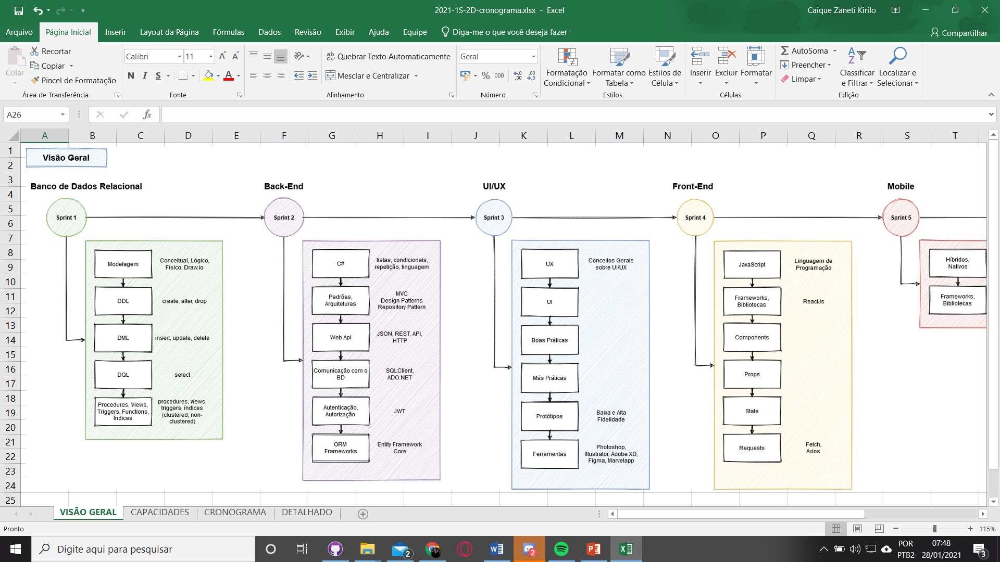 2021-1S-2D-cronograma.xlsx - Excel
Caique Zaneti Kirilo
Arquivo
Página Inicial
Inserir
Layout da Página
Fórmulas
Dados
Revisão
Exibir
Ajuda
Equipe
Diga-me o que você deseja fazer
Compartilhar
Colar
Recortar
Copiar
Pincel de Formatação
Área de Transferência
Calibri
11
N I S
A
Fonte
Quebrar Texto Automaticamente
Mesclar e Centralizar
Alinhamento
Geral
% 000
Número
Formatação
Condicional
Formatar como
Tabela
Estilos de
Célula
Estilos
Inserir
Excluir
Formatar
Células
AutoSoma
Preencher
Limpar
Classificar
e Filtrar
Localizar e
Selecionar
Edição
A26
fx
A B C D E F G H I J K L M N O P Q R S T
1
2
3
4
5
6
7
8
9
10
11
12
13
14
15
16
17
18
19
20
21
22
23
24
25
Visão Geral
Banco de Dados Relacional
Sprint 1
Modelagem
Conceitual, Lógico,
Físico, Draw.io
DDL
create, alter, drop
DML
insert, update, delete
DQL
select
Procedures, Views,
Triggers, Functions,
Índices
procedures, views,
triggers, índices
(clustered, non-
clustered)
Back-End
Sprint 2
C#
listas, condicionais,
repetição, linguagem
Padrões,
Arquiteturas
MVC
Design Patterns
Repository Pattern
Web Api
JSON, REST, API,
HTTP
Comunicação com o
BD
SQLClient,
ADO.NET
Autenticação,
Autorização
JWT
ORM
Frameworks
Entity Framework
Core
UI/UX
Sprint 3
UX
Conceitos Gerais
sobre UI/UX
UI
Boas Práticas
Más Práticas
Protótipos
Baixa e Alta
Fidelidade
Ferramentas
Photoshop,
Illustrator, Adobe XD,
Figma, Marvelapp
Front-End
Sprint 4
JavaScript
Linguagem de
Programação
Frameworks,
Bibliotecas
ReactJs
Components
Props
State
Requests
Fetch,
Axios
Mobile
Sprint 5
Híbridos,
Nativos
Frameworks,
Bibliotecas
VISÃO GERAL
CAPACIDADES
CRONOGRAMA
DETALHADO
Pronto
115%
Digite aqui para pesquisar
2
2
POR
PTB2
07:48
28/01/2021
3